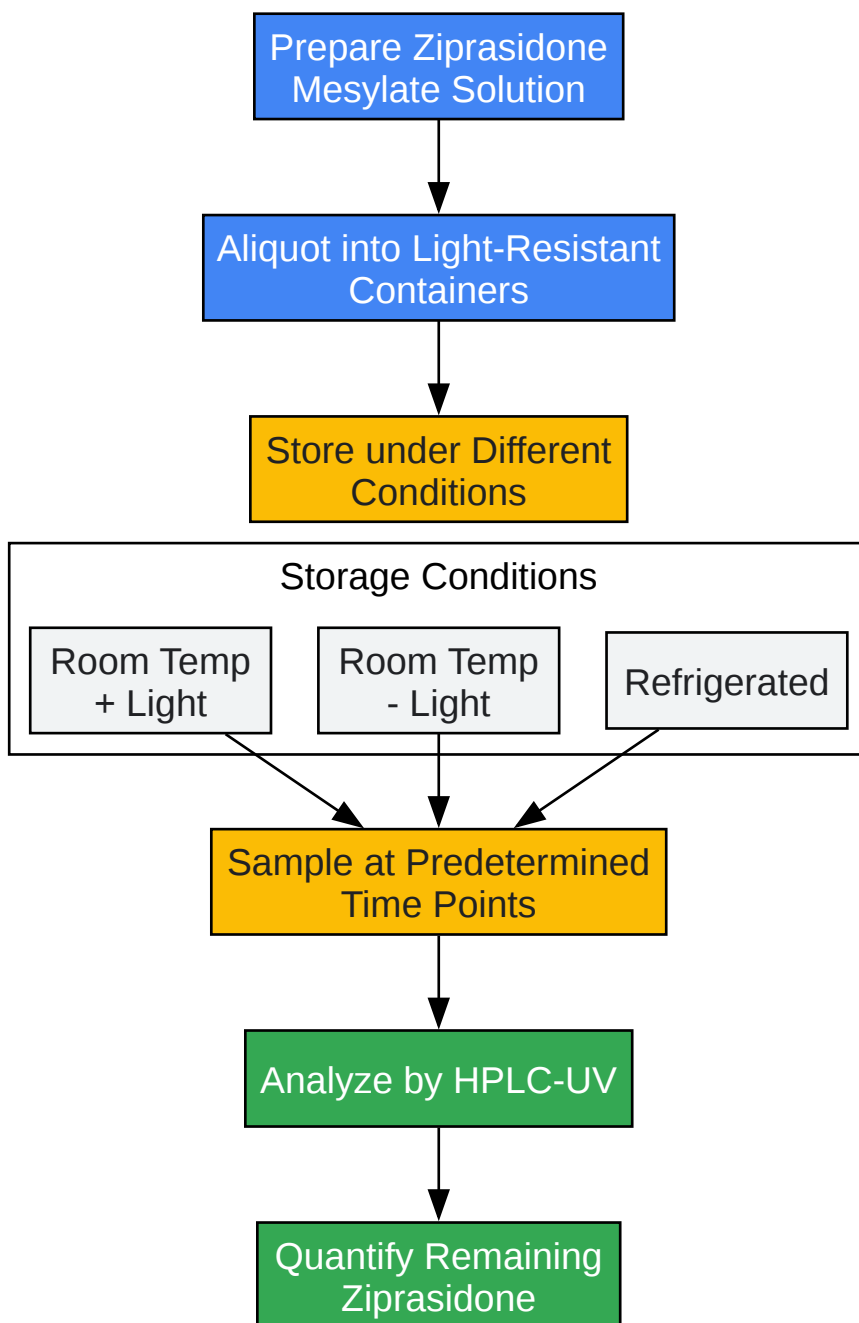 Prepare Ziprasidone
Mesylate Solution
Aliquot into Light-Resistant
Containers
Store under Different
Conditions
Storage Conditions
Room Temp
+ Light
Room Temp
- Light
Refrigerated
Sample at Predetermined
Time Points
Analyze by HPLC-UV
Quantify Remaining
Ziprasidone